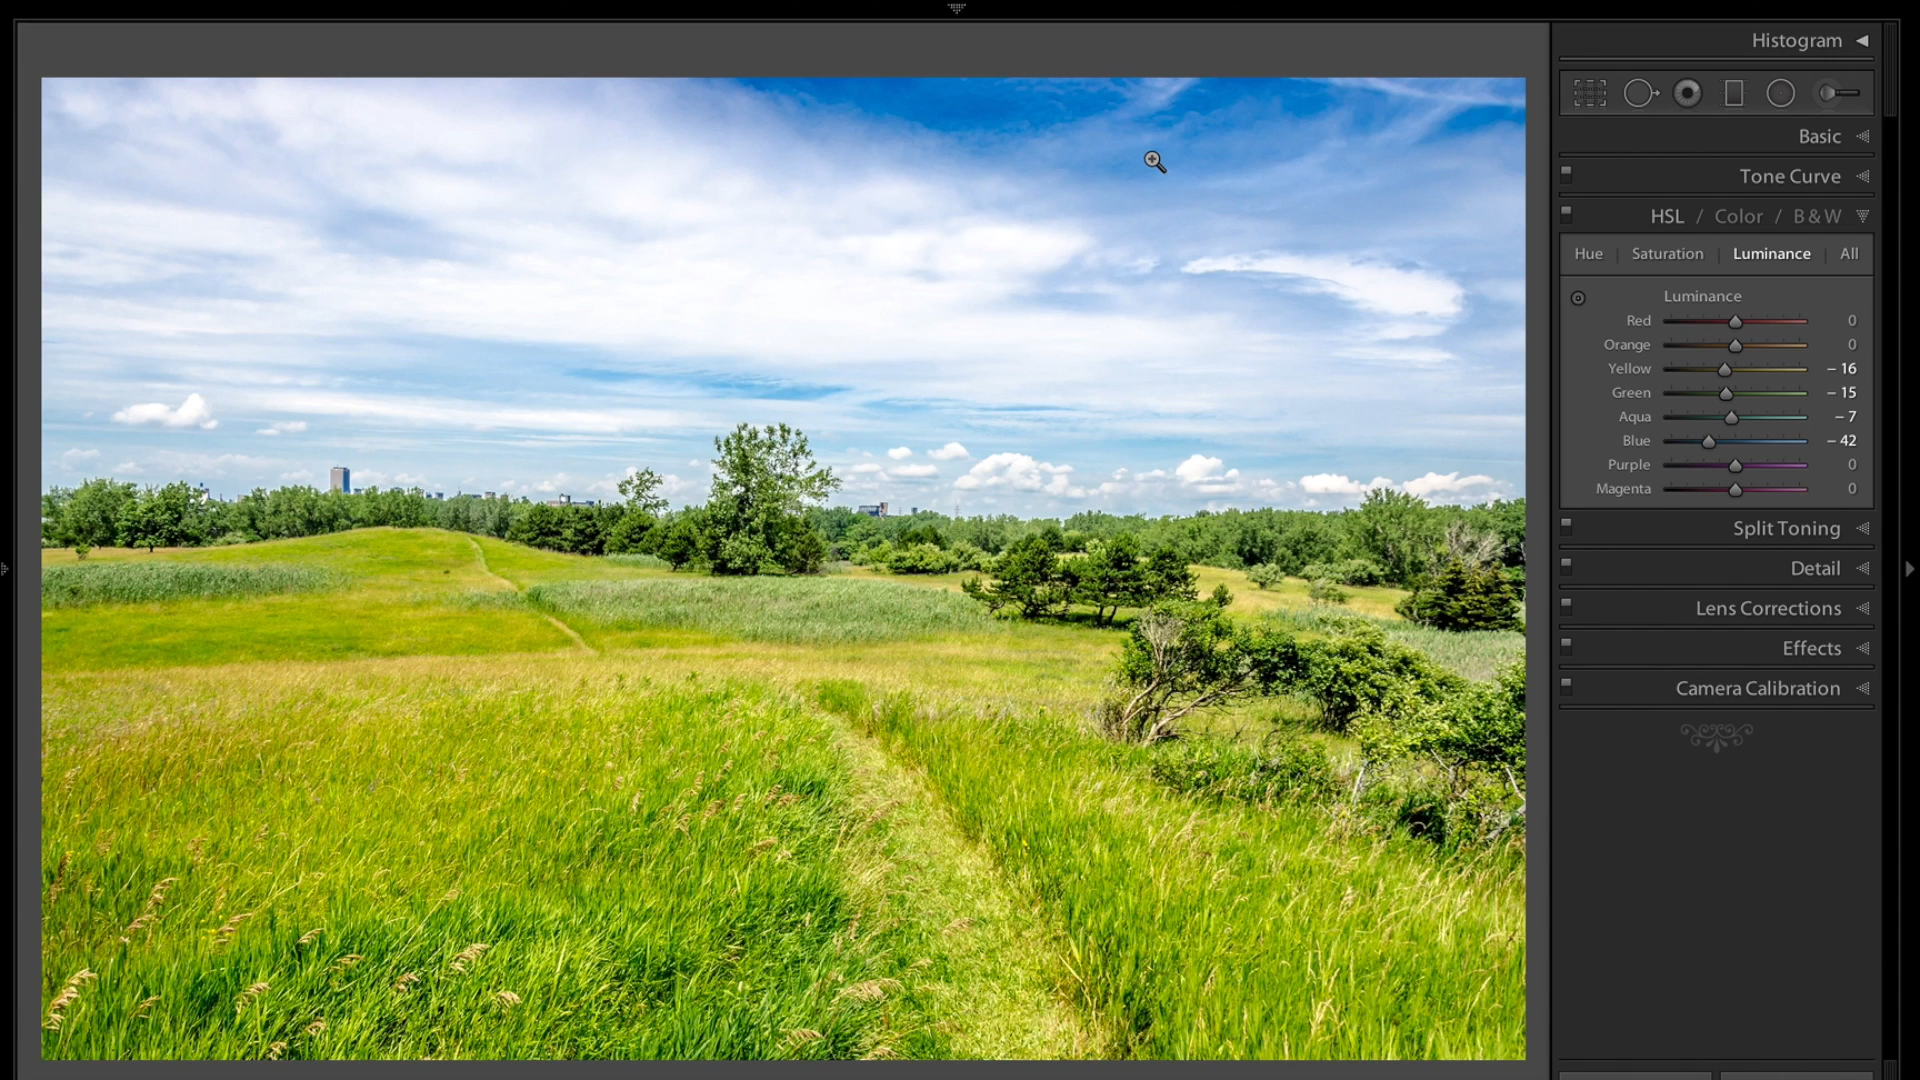 Histogram
Basic
Tone Curve
HSL / Color / B & W
Hue Saturation Luminance All
Luminance
Red 0
Orange 0
Yellow – 16
Green – 15
Aqua – 7
Blue – 42
Purple 0
Magenta 0
Split Toning
Detail
Lens Corrections
Effects
Camera Calibration